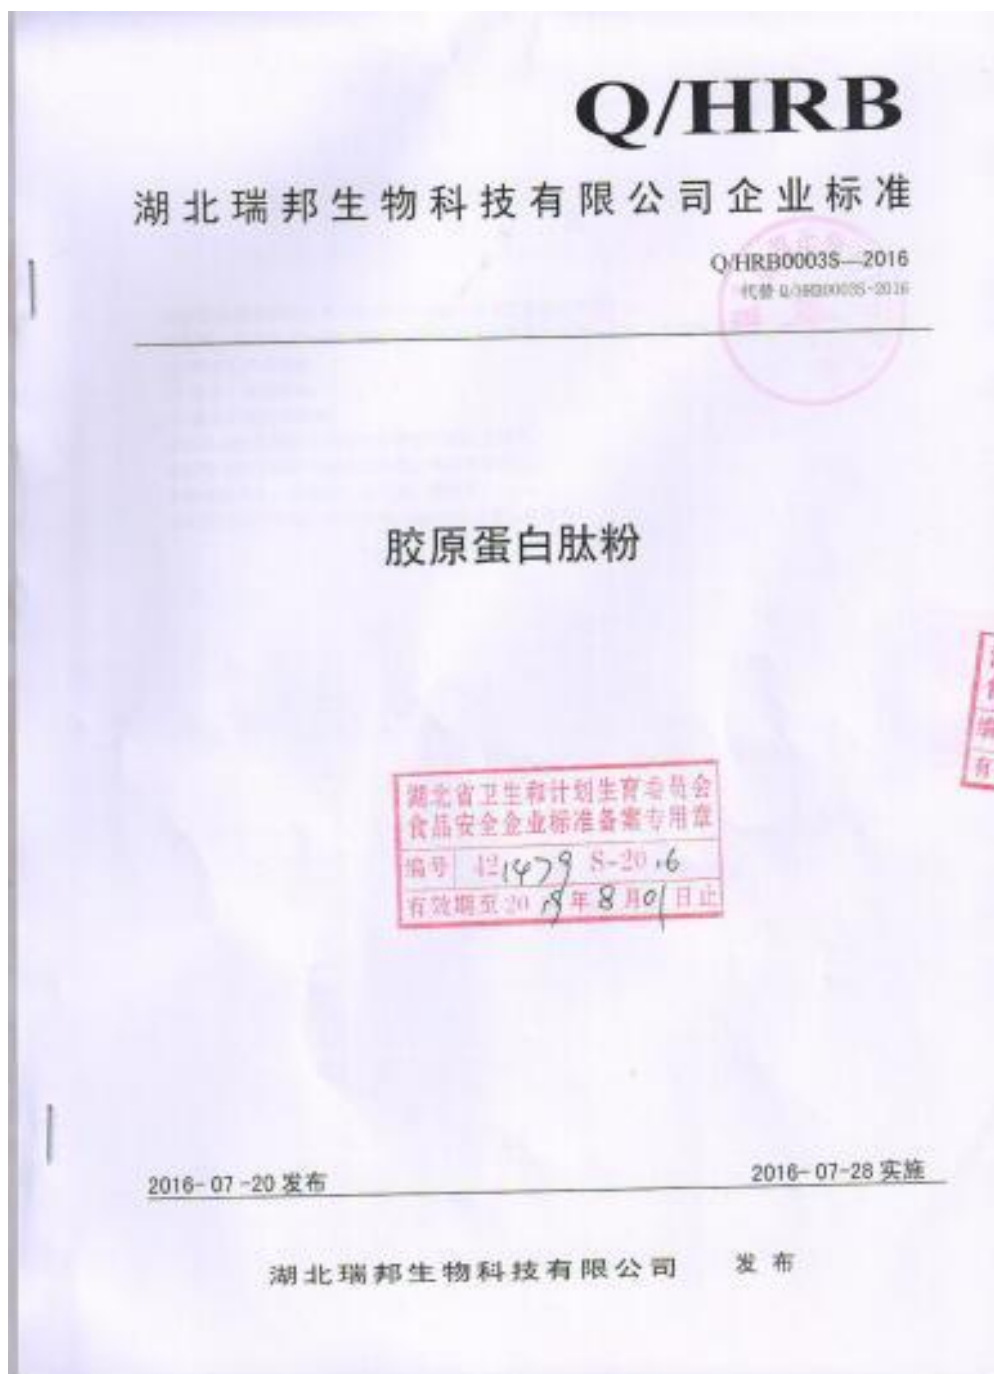 Q/HRB
湖北瑞邦生物科技有限公司企业标准
Q/HRB0003S—2016
代替 Q/HRB0003S-2016
胶原蛋白肽粉
湖北省卫生和计划生育委员会
食品安全企业标准备案专用章
编号 421479 S-2016
有效期至20 年8月01日止
2016-07-20发布
2016-07-28实施
湖北瑞邦生物科技有限公司 发布